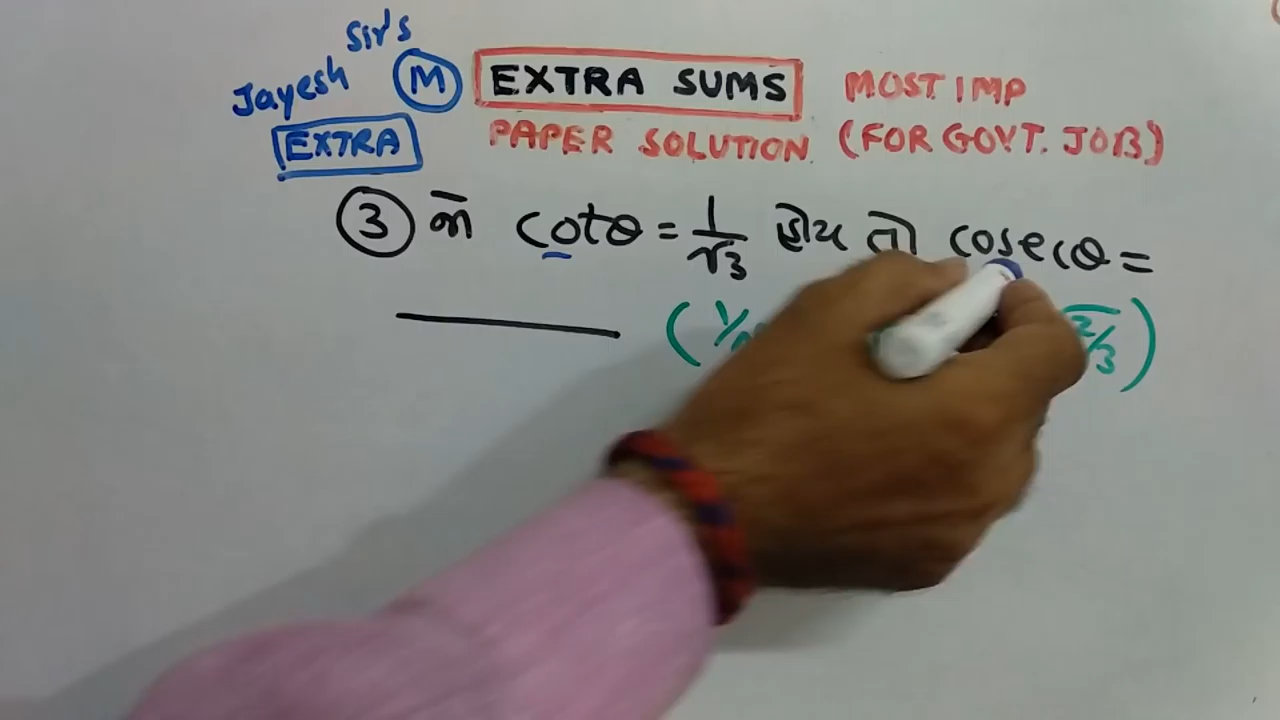 Jayesh Sir's M EXTRA SUMS MOST IMP
EXTRA PAPER SOLUTION (FOR GOVT. JOB)
3 જો cotθ = 1/√3 હોય તો cosecθ =